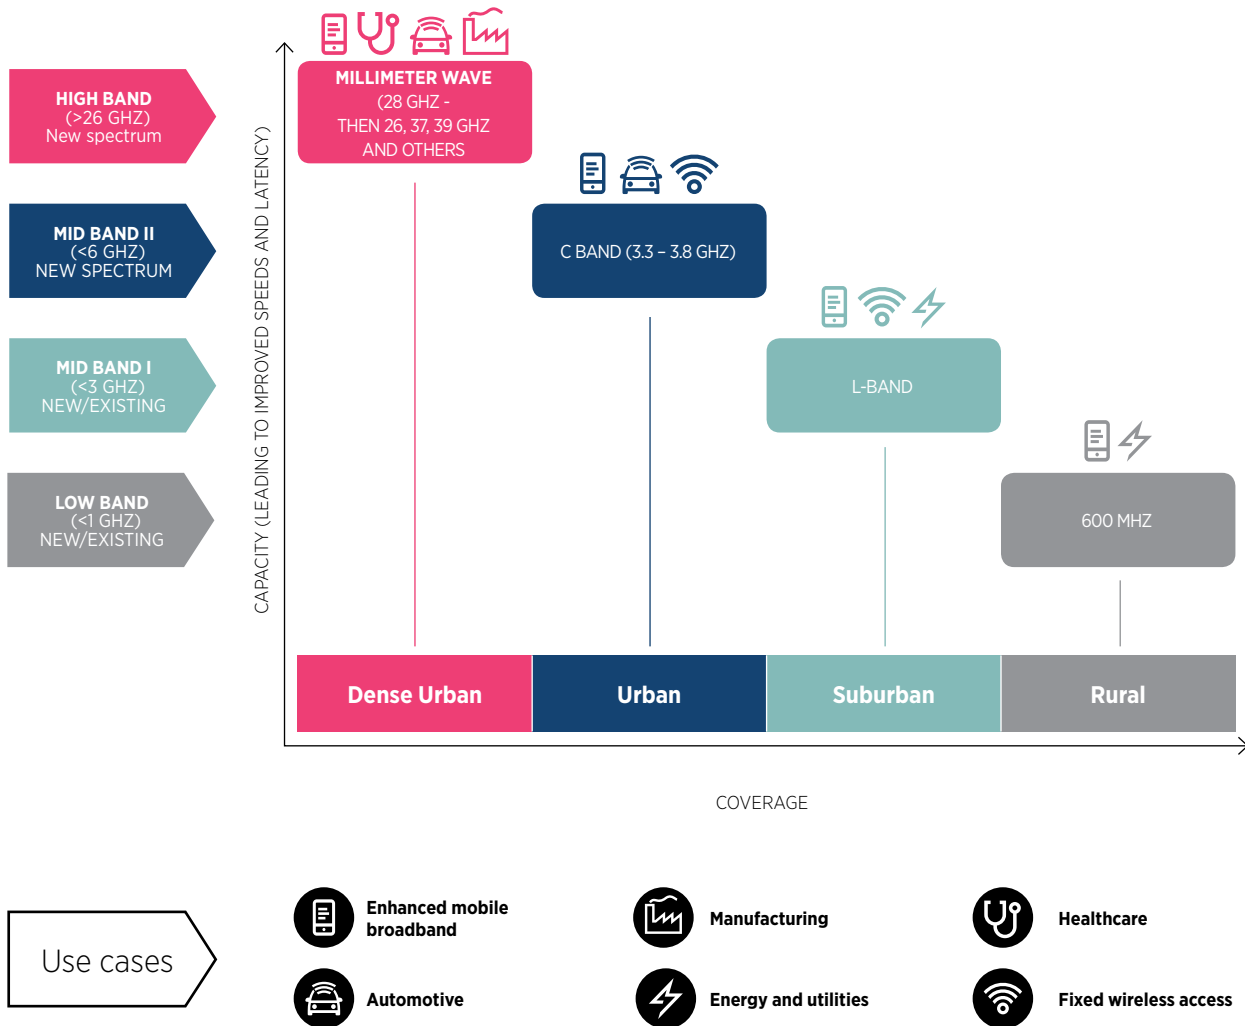 HIGH BAND
(>26 GHZ)
New spectrum
MID BAND II
(<6 GHZ)
NEW SPECTRUM
MID BAND I
(<3 GHZ)
NEW/EXISTING
LOW BAND
(<1 GHZ)
NEW/EXISTING
CAPACITY (LEADING TO IMPROVED SPEEDS AND LATENCY)
MILLIMETER WAVE
(28 GHZ -
THEN 26, 37, 39 GHZ
AND OTHERS
C BAND (3.3 – 3.8 GHZ)
L-BAND
600 MHZ
Dense Urban
Urban
Suburban
Rural
COVERAGE
Use cases
Enhanced mobile
broadband
Manufacturing
Healthcare
Automotive
Energy and utilities
Fixed wireless access